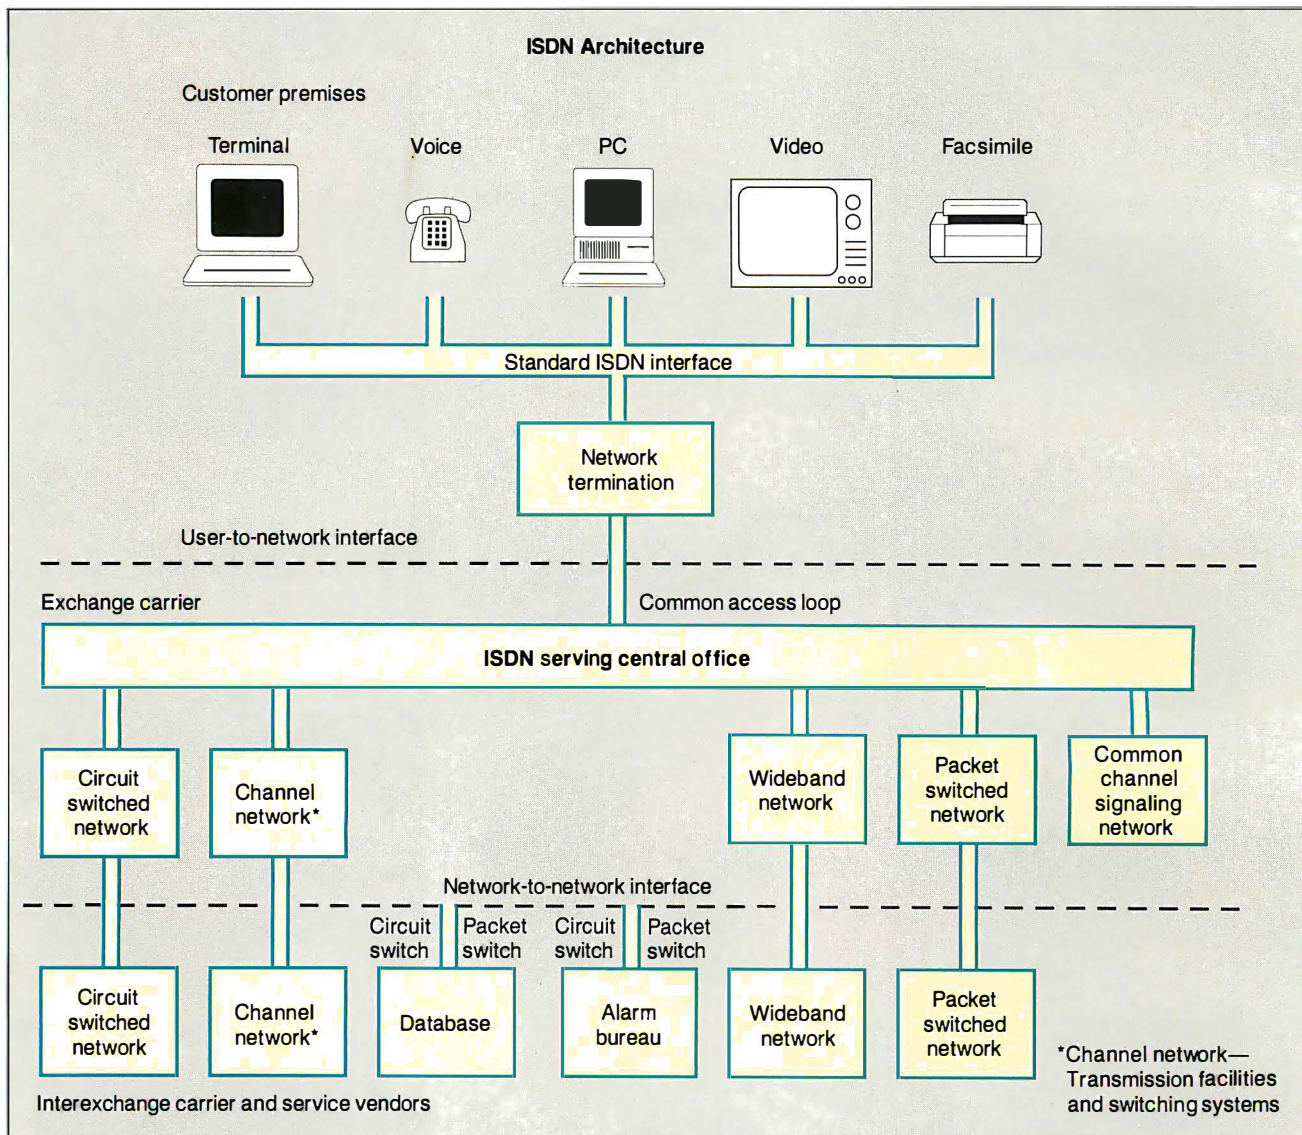 ISDN Architecture
Customer premises
Terminal
Voice
PC
Video
Facsimile
Standard ISDN interface
Network
termination
User-to-network interface
Exchange carrier
Common access loop
ISDN serving central office
Circuit
switched
network
Channel
network*
Wideband
network
Packet
switched
network
Common
channel
signaling
network
Network-to-network interface
Circuit
switch
Packet
switch
Circuit
switch
Packet
switch
Circuit
switched
network
Channel
network*
Database
Alarm
bureau
Wideband
network
Packet
switched
network
*Channel network—
Transmission facilities
and switching systems
Interexchange carrier and service vendors